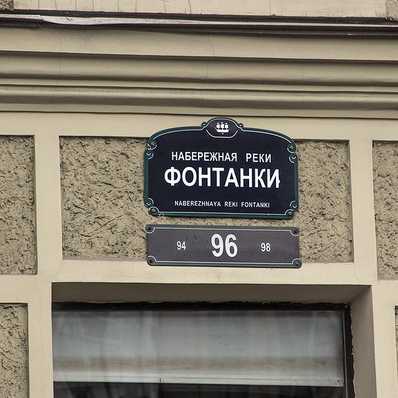 НАБЕРЕЖНАЯ РЕКИ
ФОНТАНКИ
NABEREZHNAYA REKI FONTANKI
94 96 98